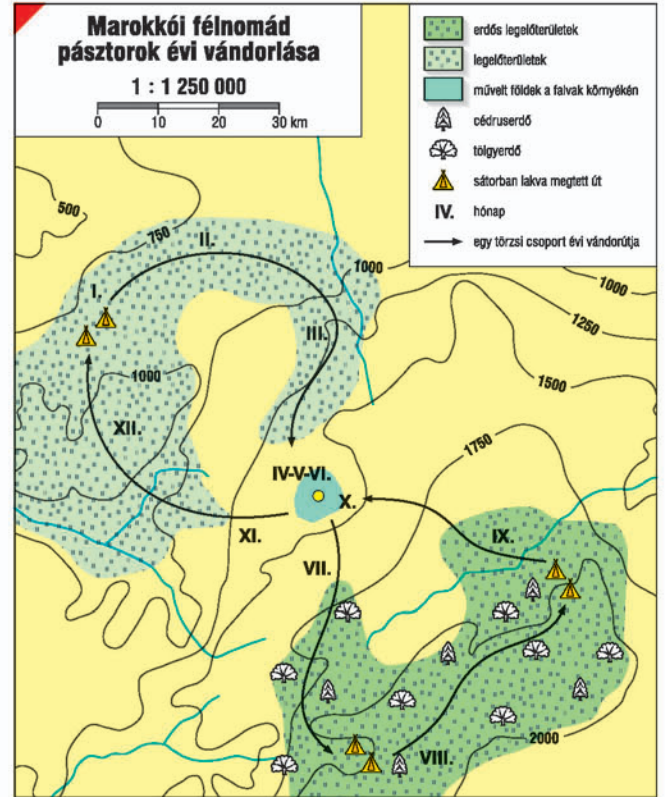 Marokkói félnomád
pásztorok évi vándorlása
1 : 1 250 000
0 10 20 30 km
erdős legelőterületek
legelőterületek
művelt földek a falvak környékén
cédruserdő
tölgyerdő
sátorban lakva megtett út
IV. hónap
egy törzsi csoport évi vándorútja
500
750
II.
1000
1000
I.
1250
III.
1000
1500
XII.
1750
IV-V-VI.
X.
XI.
IX.
VII.
2000
VIII.